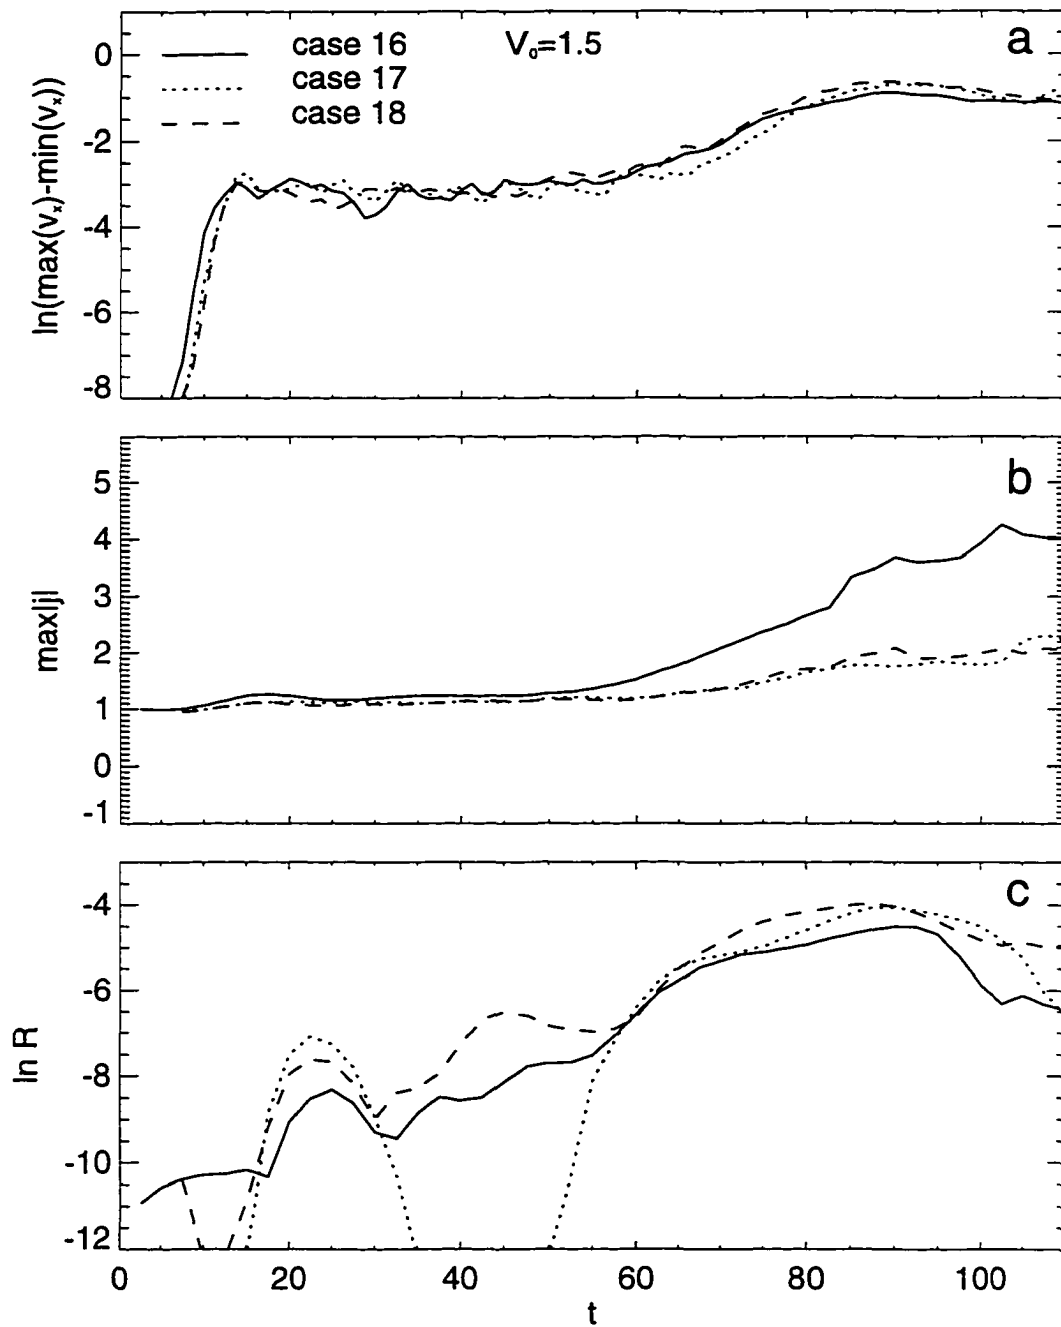 a
0
case 16
V₀=1.5
case 17
case 18
-2
-4
-6
-8
ln(max(vₓ)-min(vₓ))
b
5
4
3
2
1
0
-1
max|j|
c
-4
-6
-8
-10
-12
ln R
0 20 40 60 80 100
t